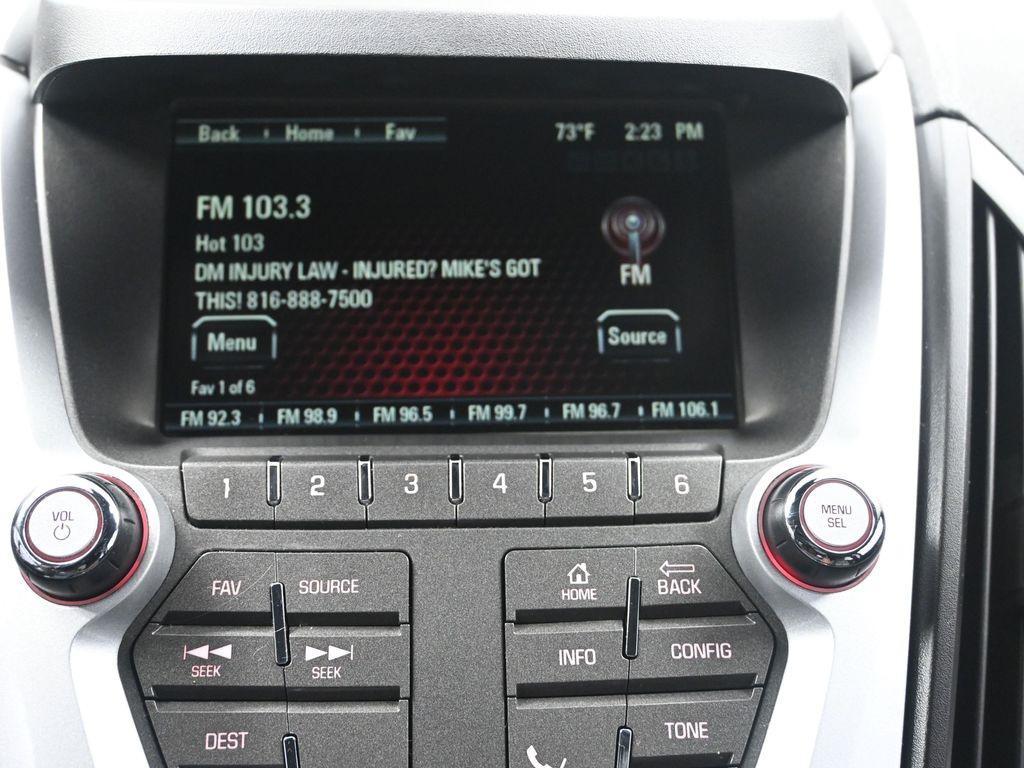 Back Home Fav 73°F 2:23 PM
FM 103.3
Hot 103
DM INJURY LAW - INJURED? MIKE'S GOT
THIS! 816-888-7500
FM
Menu
Source
Fav 1 of 6
FM 92.3 FM 98.9 FM 96.5 FM 99.7 FM 96.7 FM 106.1
1 2 3 4 5 6
VOL
MENU
SEL
FAV SOURCE
HOME
BACK
SEEK
SEEK
INFO CONFIG
DEST
TONE